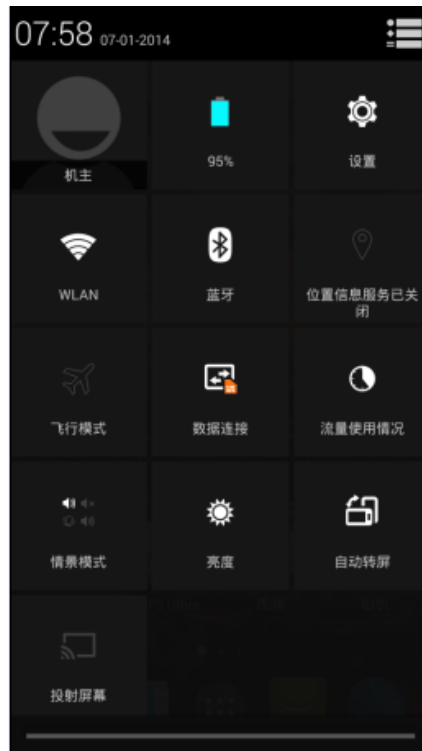 07:58 07-01-2014
机主
95%
设置
WLAN
蓝牙
位置信息服务已关
闭
飞行模式
数据连接
流量使用情况
情景模式
亮度
自动转屏
投射屏幕